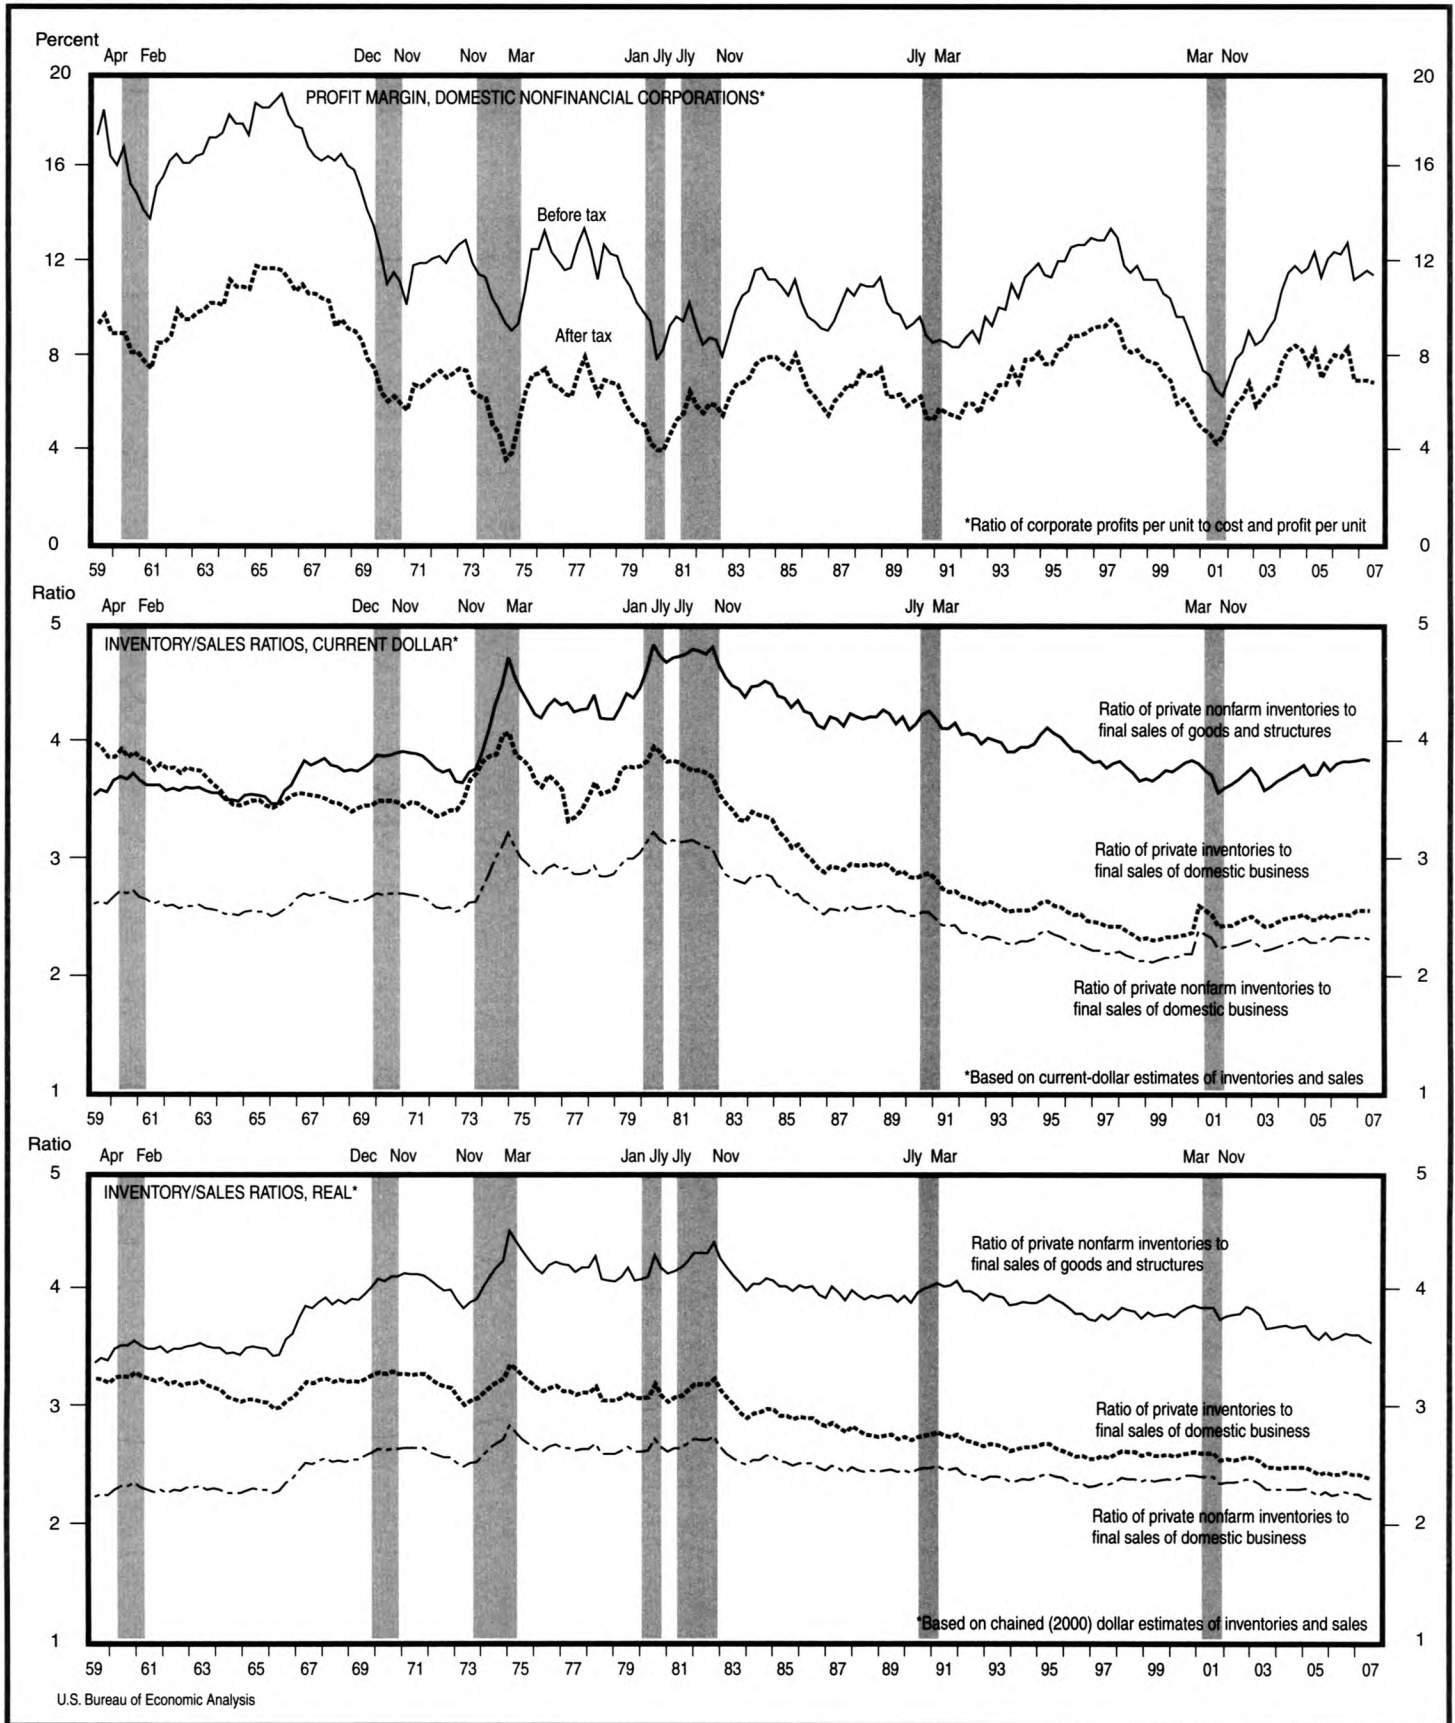 Percent
Apr Feb Dec Nov Nov Mar Jan Jly Jly Nov Jly Mar Mar Nov
20 20
PROFIT MARGIN, DOMESTIC NONFINANCIAL CORPORATIONS*
16 16
Before tax
12 12
After tax
8 8
4 4
*Ratio of corporate profits per unit to cost and profit per unit
0 0
59 61 63 65 67 69 71 73 75 77 79 81 83 85 87 89 91 93 95 97 99 01 03 05 07
Ratio
Apr Feb Dec Nov Nov Mar Jan Jly Jly Nov Jly Mar Mar Nov
5 5
INVENTORY/SALES RATIOS, CURRENT DOLLAR*
Ratio of private nonfarm inventories to
final sales of goods and structures
4 4
Ratio of private inventories to
final sales of domestic business
3 3
2 2
Ratio of private nonfarm inventories to
final sales of domestic business
*Based on current-dollar estimates of inventories and sales
1 1
59 61 63 65 67 69 71 73 75 77 79 81 83 85 87 89 91 93 95 97 99 01 03 05 07
Ratio
Apr Feb Dec Nov Nov Mar Jan Jly Jly Nov Jly Mar Mar Nov
5 5
INVENTORY/SALES RATIOS, REAL*
Ratio of private nonfarm inventories to
final sales of goods and structures
4 4
3 3
Ratio of private inventories to
final sales of domestic business
2 2
Ratio of private nonfarm inventories to
final sales of domestic business
*Based on chained (2000) dollar estimates of inventories and sales
1 1
59 61 63 65 67 69 71 73 75 77 79 81 83 85 87 89 91 93 95 97 99 01 03 05 07
U.S. Bureau of Economic Analysis